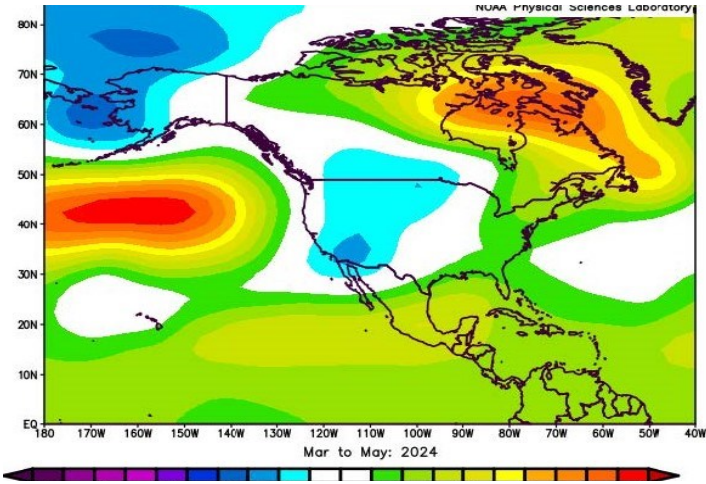 NOAA Physical Sciences Laboratory
80N
70N
60N
50N
40N
30N
20N
10N
EQ
180 170W 160W 150W 140W 130W 120W 110W 100W 90W 80W 70W 60W 50W 40W
Mar to May: 2024